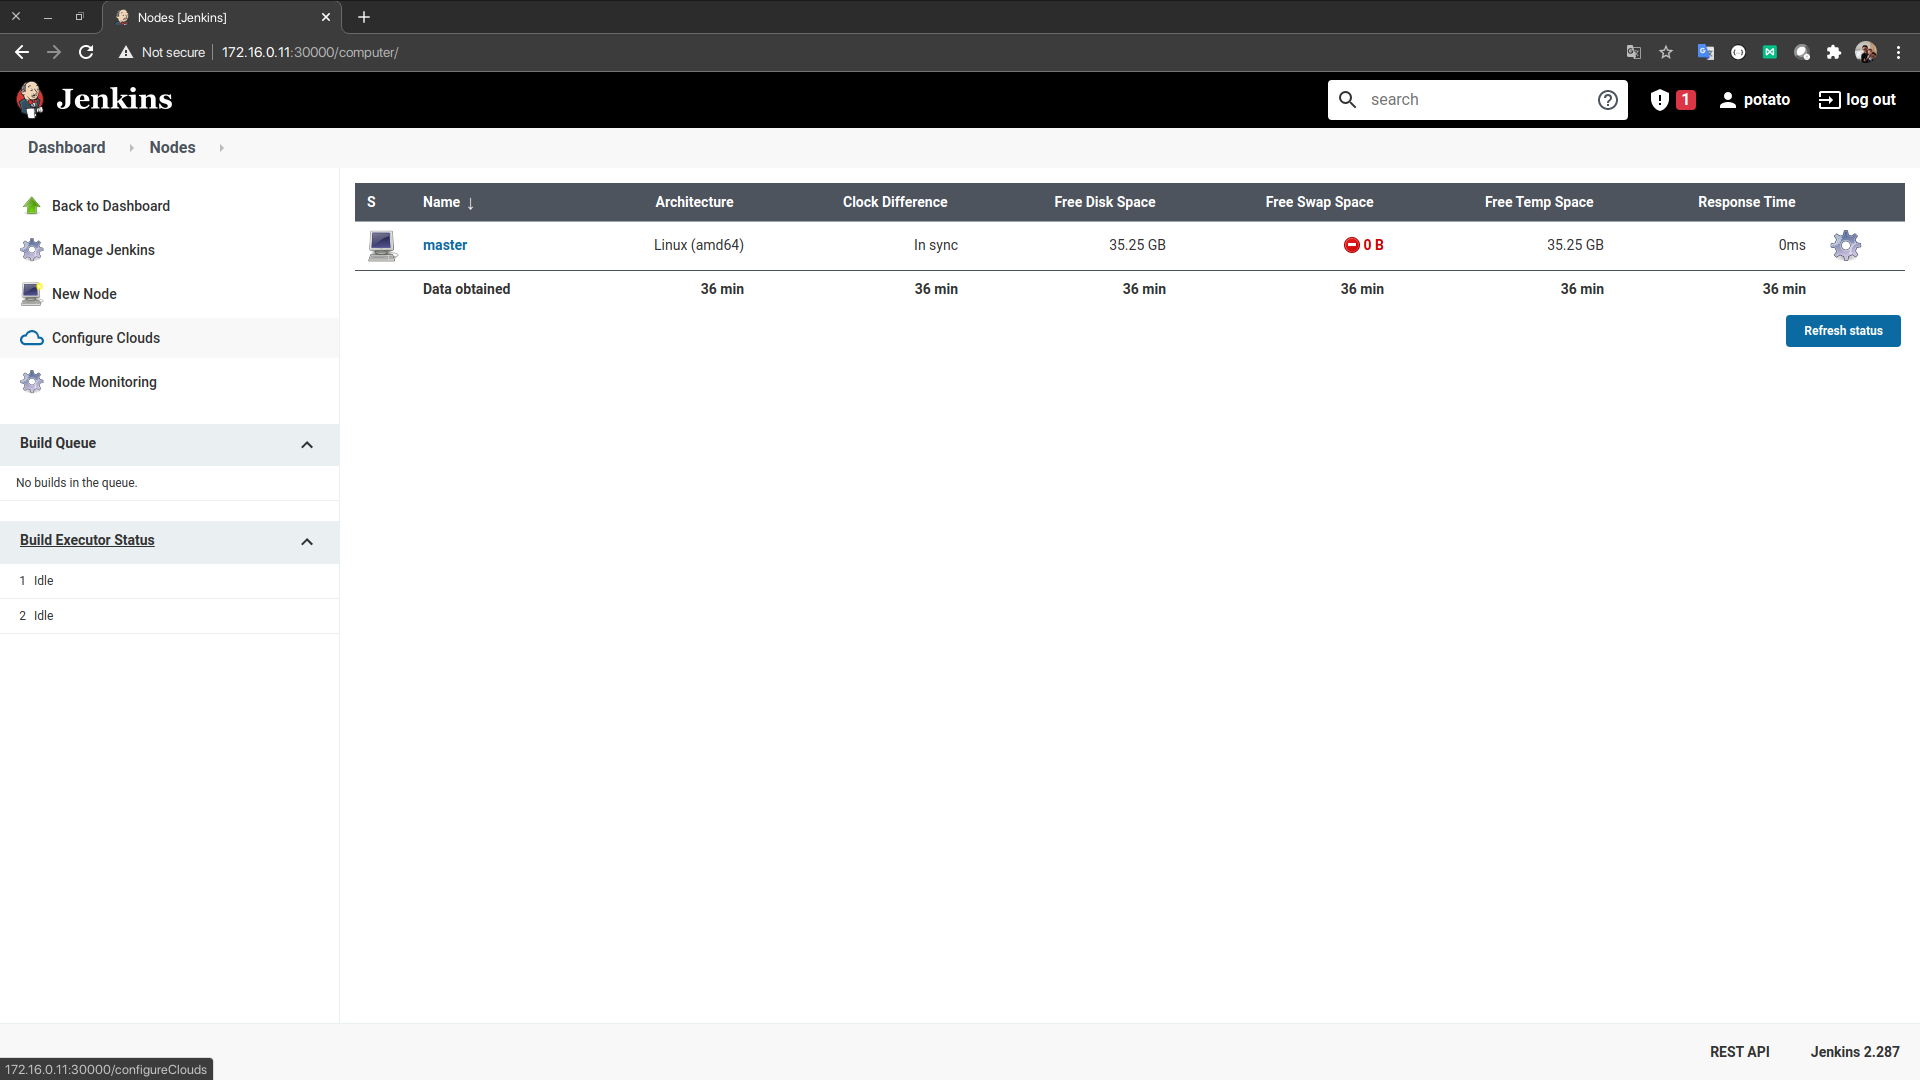 Nodes [Jenkins]
Not secure 172.16.0.11:30000/computer/
Jenkins
search
1
potato
log out
Dashboard Nodes
Back to Dashboard
Manage Jenkins
New Node
Configure Clouds
Node Monitoring
Build Queue
No builds in the queue.
Build Executor Status
1 Idle
2 Idle
S Name ↓ Architecture Clock Difference Free Disk Space Free Swap Space Free Temp Space Response Time
master Linux (amd64) In sync 35.25 GB 0 B 35.25 GB 0ms
Data obtained 36 min 36 min 36 min 36 min 36 min 36 min
Refresh status
REST API Jenkins 2.287
172.16.0.11:30000/configureClouds